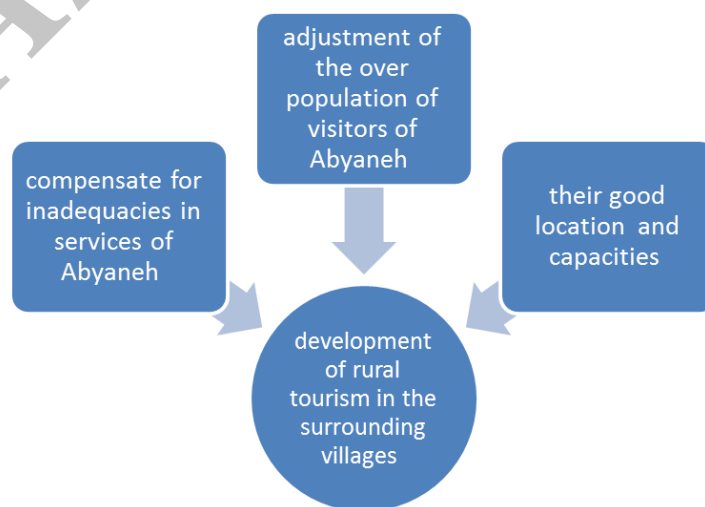 adjustment of
the over
population of
visitors of
Abyaneh
compensate for
inadequacies in
services of
Abyaneh
their good
location and
capacities
development
of rural
tourism in the
surrounding
villages